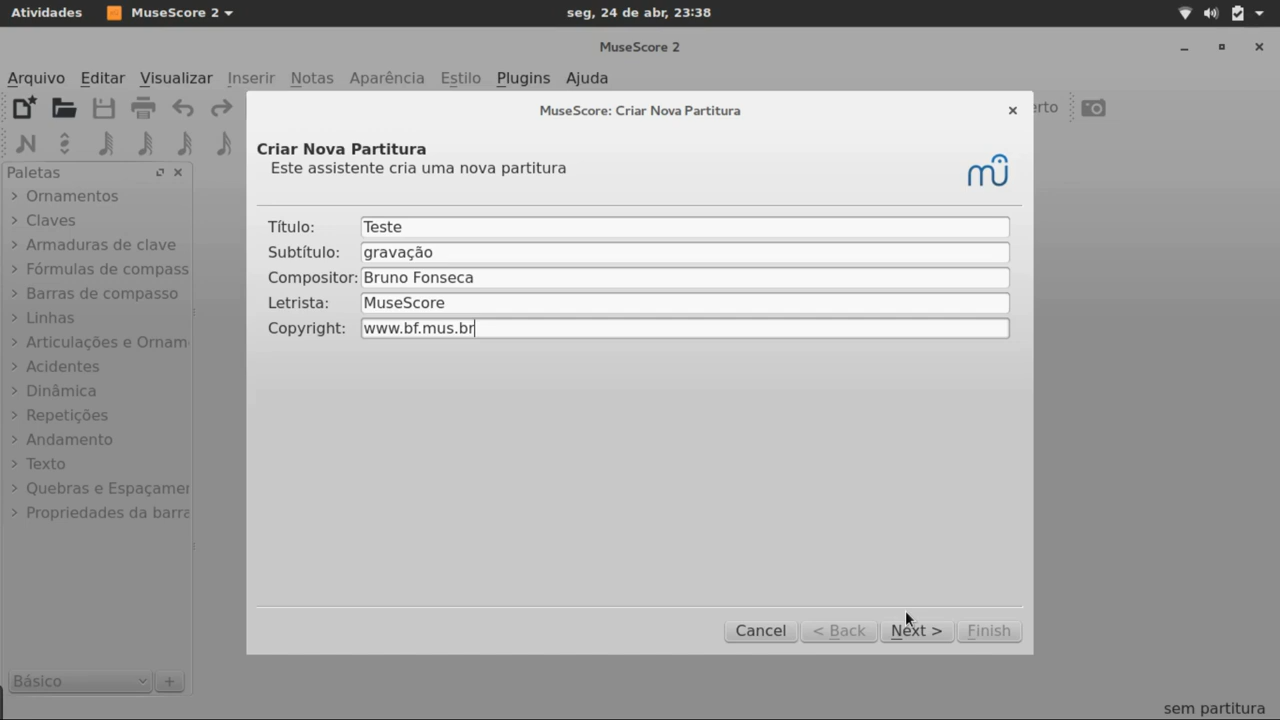 Atividades MuseScore 2 seg, 24 de abr, 23:38
MuseScore 2
Arquivo Editar Visualizar Inserir Notas Aparência Estilo Plugins Ajuda
MuseScore: Criar Nova Partitura
Criar Nova Partitura
Este assistente cria uma nova partitura
Título: Teste
Subtítulo: gravação
Compositor: Bruno Fonseca
Letrista: MuseScore
Copyright: www.bf.mus.br
Cancel < Back Next > Finish
erto
Paletas
Ornamentos
Claves
Armaduras de clave
Fórmulas de compass
Barras de compasso
Linhas
Articulações e Ornam
Acidentes
Dinâmica
Repetições
Andamento
Texto
Quebras e Espaçamer
Propriedades da barra
Básico +
sem partitura